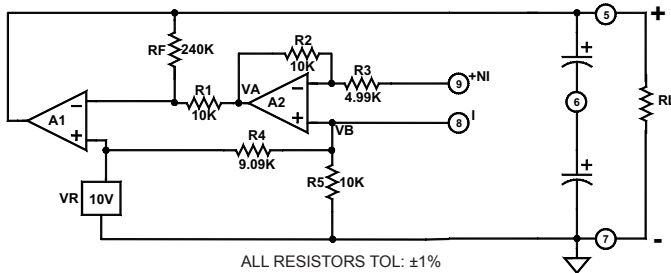 5 +
RF 240K
R2
10K
R3
4.99K
9 +NI
R1
10K
VA
A2
−
+
VB
I
8
6
+
+
RL
A1
−
+
R4
9.09K
R5 10K
VR 10V
7 -
ALL RESISTORS TOL: ±1%